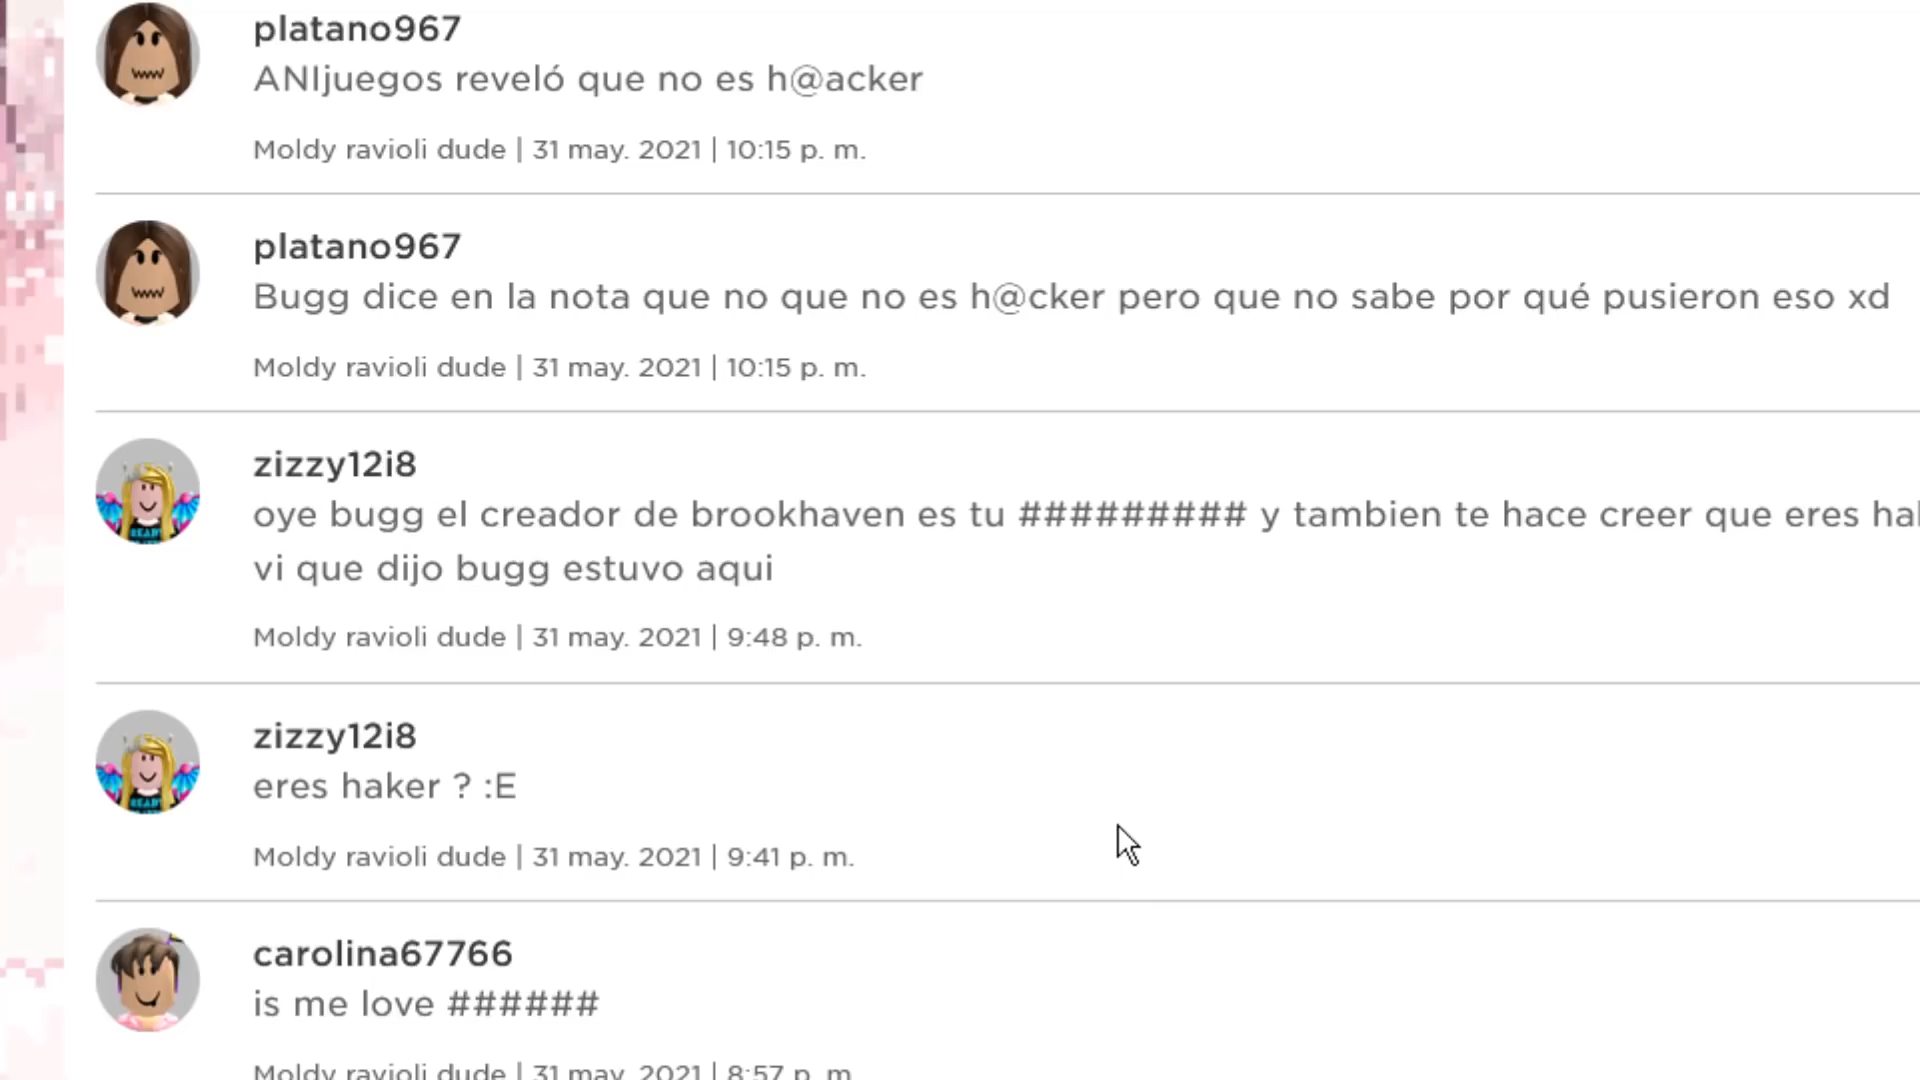 platano967
ANIjuegos reveló que no es h@acker
Moldy ravioli dude | 31 may. 2021 | 10:15 p. m.
platano967
Bugg dice en la nota que no que no es h@cker pero que no sabe por qué pusieron eso xd
Moldy ravioli dude | 31 may. 2021 | 10:15 p. m.
zizzy12i8
oye bugg el creador de brookhaven es tu ######### y tambien te hace creer que eres
vi que dijo bugg estuvo aqui
Moldy ravioli dude | 31 may. 2021 | 9:48 p. m.
zizzy12i8
eres haker ? :E
Moldy ravioli dude | 31 may. 2021 | 9:41 p. m.
carolina67766
is me love ######
Moldy ravioli dude | 31 may. 2021 | 8:57 p. m.